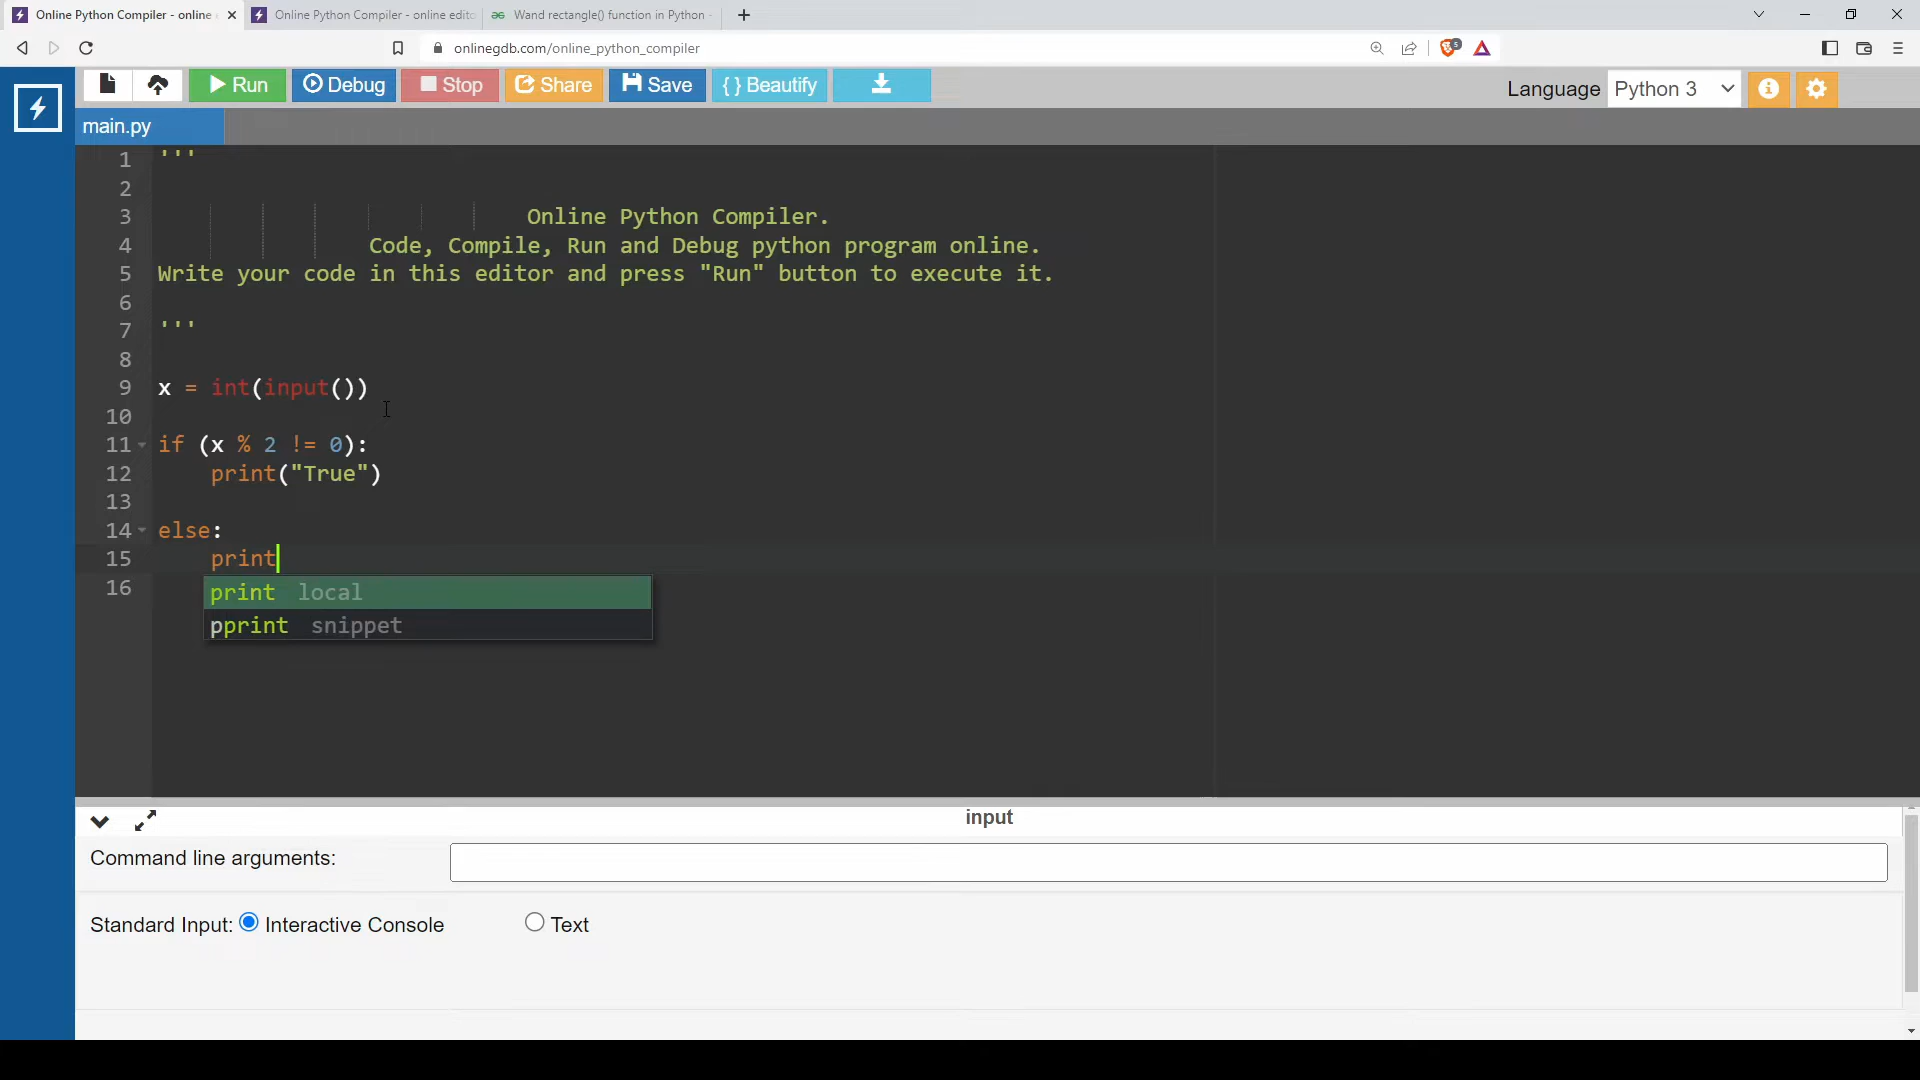 Online Python Compiler - online
Online Python Compiler - online edito
Wand rectangle() function in Python -
onlinegdb.com/online_python_compiler
5
Run
Debug
Stop
Share
Save
{ } Beautify
Language
Python 3
main.py
1 '''
2
3 Online Python Compiler.
4 Code, Compile, Run and Debug python program online.
5 Write your code in this editor and press "Run" button to execute it.
6
7 '''
8
9 x = int(input())
10
11 if (x % 2 != 0):
12 print("True")
13
14 else:
15 print
16
print local
pprint snippet
input
Command line arguments:
Standard Input: Interactive Console Text